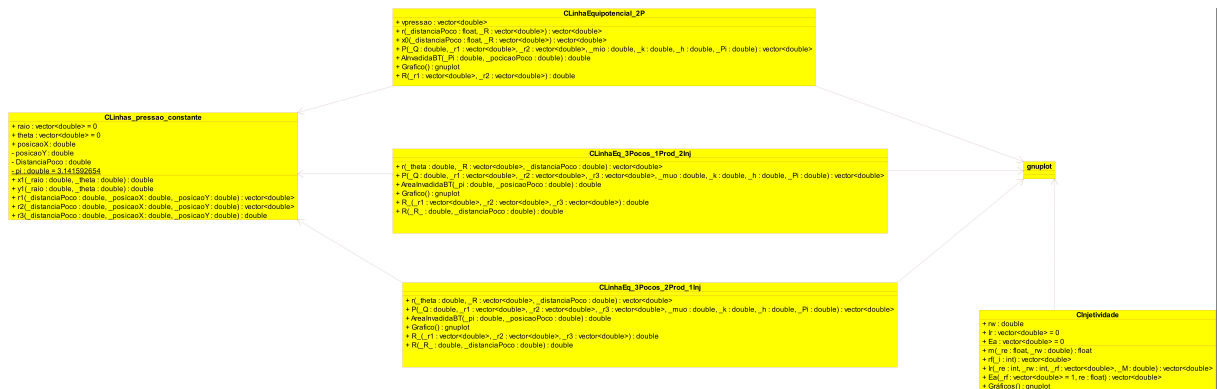 CLinhaEquipotencial_2P
+ vpressao : vector<double>
+ r(_distanciaPoco : float, _R : vector<double>) : vector<double>
+ x0(_distanciaPoco : float, _R : vector<double>) : vector<double>
+ P(_Q : double, _r1 : vector<double>, _r2 : vector<double>, _mio : double, _k : double, _h : double, _Pi : double) : vector<double>
+ AInvadidaBT(_Pi : double, _pocicaoPoco : double) : double
+ Grafico() : gnuplot
+ R(_r1 : vector<double>, _r2 : vector<double>) : double
CLinhas_pressao_constante
+ raio : vector<double> = 0
+ theta : vector<double> = 0
+ posicaoX : double
- posicaoY : double
- DistanciaPoco : double
- pi : double = 3.141592654
+ x1(_raio : double, _theta : double) : double
+ y1(_raio : double, _theta : double) : double
+ r1(_distanciaPoco : double, _posicaoX : double, _posicaoY : double) : vector<double>
+ r2(_distanciaPoco : double, _posicaoX : double, _posicaoY : double) : vector<double>
+ r3(_distanciaPoco : double, _posicaoX : double, _posicaoY : double) : double
CLinhaEq_3Pocos_1Prod_2Inj
+ r(_theta : double, _R : vector<double>, _distanciaPoco : double) : vector<double>
+ P(_Q : double, _r1 : vector<double>, _r2 : vector<double>, _r3 : vector<double>, _muo : double, _k : double, _h : double, _Pi : double) : vector<double>
+ AreaInvadidaBT(_pi : double, _posicaoPoco : double) : double
+ Grafico() : gnuplot
+ R_(_r1 : vector<double>, _r2 : vector<double>, _r3 : vector<double>) : double
+ R(_R_ : double, _distanciaPoco : double) : double
gnuplot
CLinhaEq_3Pocos_2Prod_1Inj
+ r(_theta : double, _R : vector<double>, _distanciaPoco : double) : vector<double>
+ P(_Q : double, _r1 : vector<double>, _r2 : vector<double>, _r3 : vector<double>, _muo : double, _k : double, _h : double, _Pi : double) : vector<double>
+ AreaInvadidaBT(_pi : double, _posicaoPoco : double) : double
+ Grafico() : gnuplot
+ R_(_r1 : vector<double>, _r2 : vector<double>, _r3 : vector<double>) : double
+ R(_R_ : double, _distanciaPoco : double) : double
CInjetividade
+ rw : double
+ Ir : vector<double> = 0
+ Ea : vector<double> = 0
+ m(_re : float, _rw : double) : float
+ rf(_i : int) : vector<double>
+ Ir(_re : int, _rw : int, _rf : vector<double>, _M : double) : vector<double>
+ Ea(_rf : vector<double> = 1, re : float) : vector<double>
+ Gráficos() : gnuplot